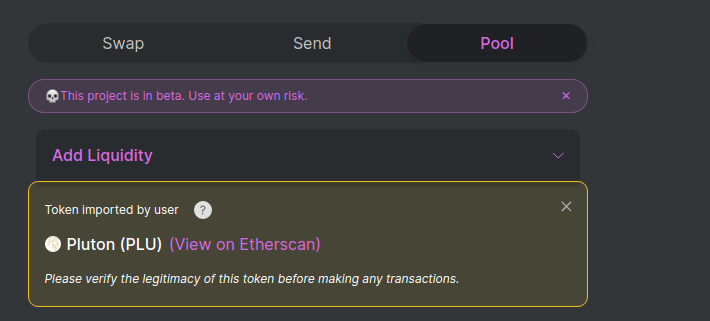 Swap Send Pool
💀This project is in beta. Use at your own risk. ×
Add Liquidity
Token imported by user ?
Pluton (PLU) (View on Etherscan)
Please verify the legitimacy of this token before making any transactions.